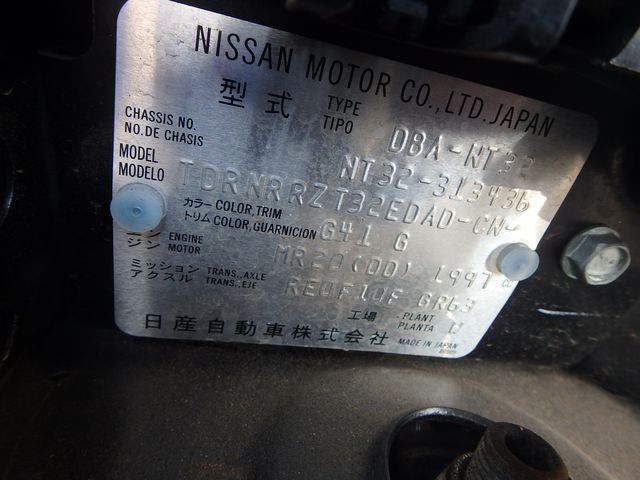 NISSAN MOTOR CO., LTD. JAPAN
型式 TYPE TIPO DBA-NT32
CHASSIS NO. NO. DE CHASIS NT32-313436
MODEL MODELO TDRNRRZT32EDAD-CN-
カラー トリム COLOR, TRIM COLOR, GUARNICION G41 G
エンジン ENGINE MOTOR MR20(DD) 1997 cc
ミッション アクスル TRANS., AXLE TRANS., EJE RE0F10F GR63
工場 PLANT PLANTA
日産自動車株式会社 MADE IN JAPAN